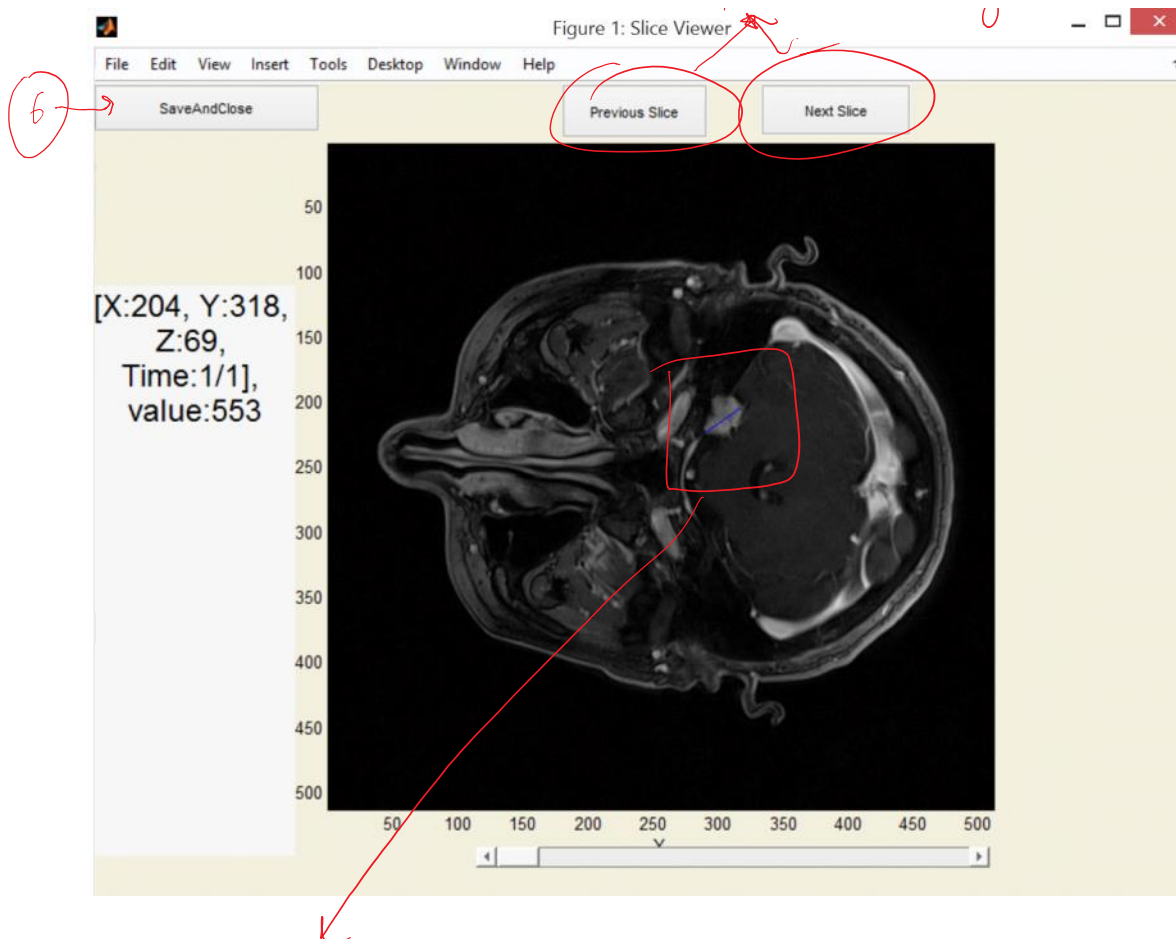 Figure 1: Slice Viewer
File Edit View Insert Tools Desktop Window Help
6
SaveAndClose
Previous Slice
Next Slice
[X:204, Y:318,
Z:69,
Time:1/1],
value:553
50
100
150
200
250
300
350
400
450
500
50 100 150 200 250 300 350 400 450 500